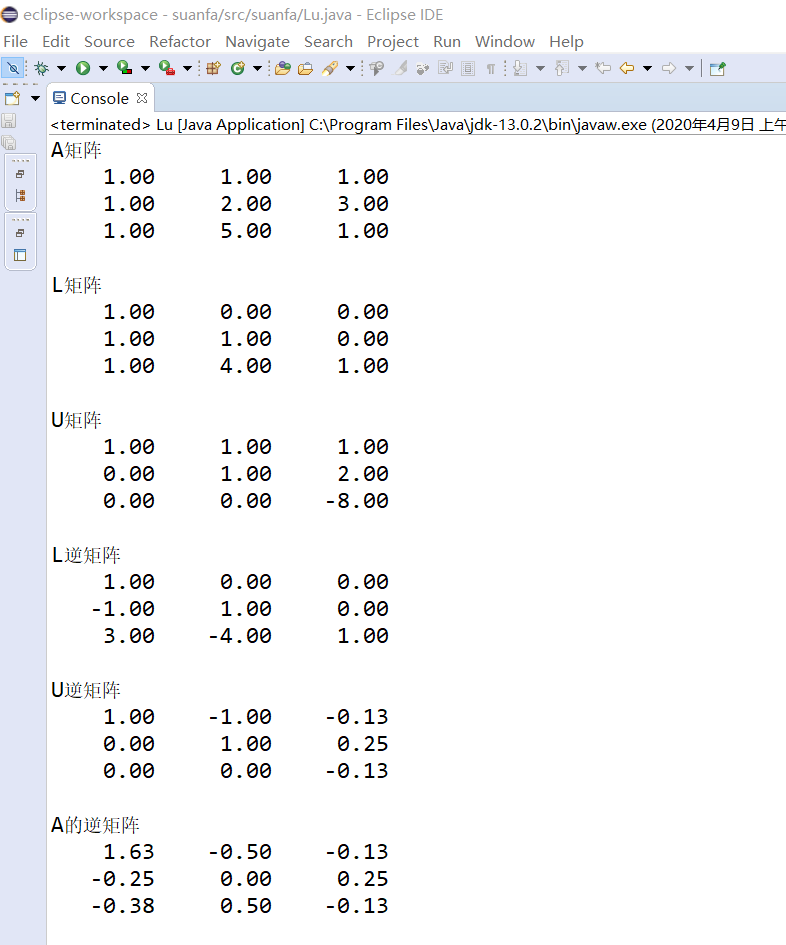 eclipse-workspace - suanfa/src/suanfa/Lu.java - Eclipse IDE
File Edit Source Refactor Navigate Search Project Run Window Help
Console
<terminated> Lu [Java Application] C:\Program Files\Java\jdk-13.0.2\bin\javaw.exe (2020年4月9日 上午
A矩阵
1.00 1.00 1.00
1.00 2.00 3.00
1.00 5.00 1.00
L矩阵
1.00 0.00 0.00
1.00 1.00 0.00
1.00 4.00 1.00
U矩阵
1.00 1.00 1.00
0.00 1.00 2.00
0.00 0.00 -8.00
L逆矩阵
1.00 0.00 0.00
-1.00 1.00 0.00
3.00 -4.00 1.00
U逆矩阵
1.00 -1.00 -0.13
0.00 1.00 0.25
0.00 0.00 -0.13
A的逆矩阵
1.63 -0.50 -0.13
-0.25 0.00 0.25
-0.38 0.50 -0.13